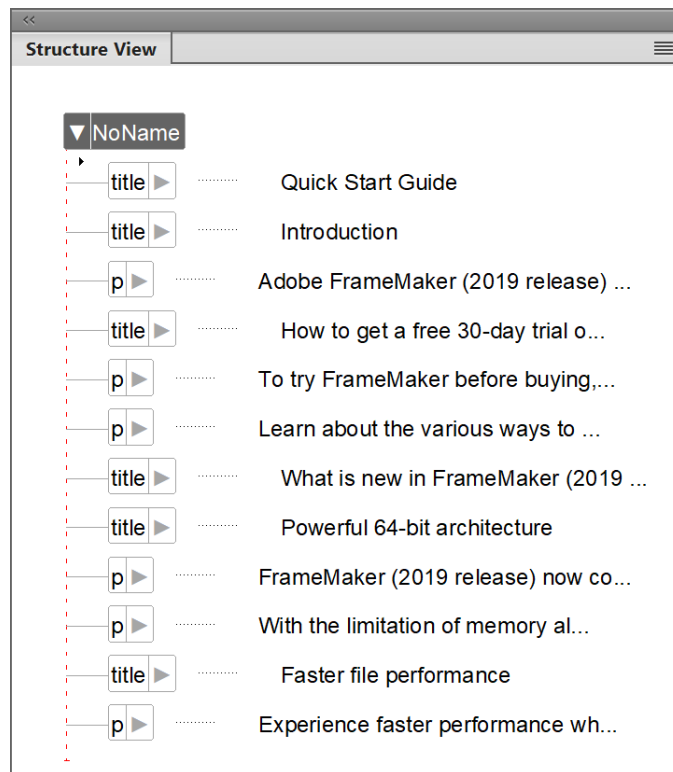 <<
Structure View
NoName
title Quick Start Guide
title Introduction
p Adobe FrameMaker (2019 release) ...
title How to get a free 30-day trial o...
p To try FrameMaker before buying,...
p Learn about the various ways to ...
title What is new in FrameMaker (2019 ...
title Powerful 64-bit architecture
p FrameMaker (2019 release) now co...
p With the limitation of memory al...
title Faster file performance
p Experience faster performance wh...